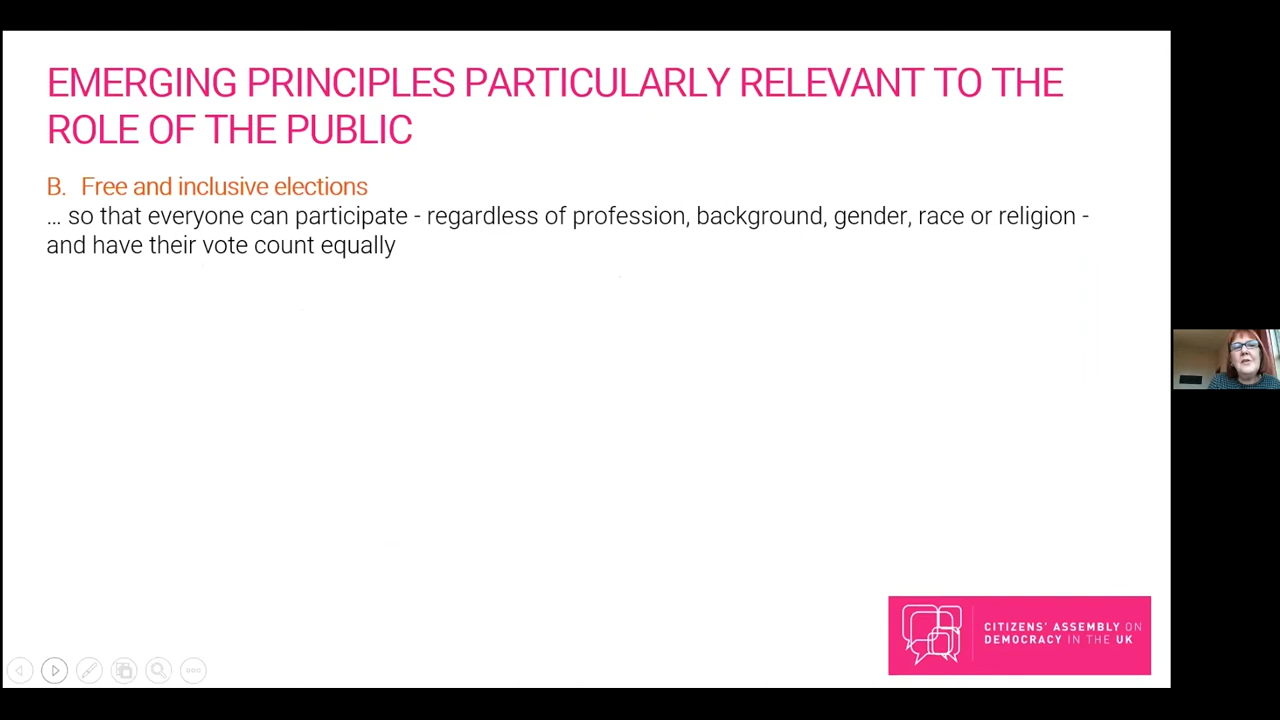 EMERGING PRINCIPLES PARTICULARLY RELEVANT TO THE
ROLE OF THE PUBLIC
B. Free and inclusive elections
… so that everyone can participate - regardless of profession, background, gender, race or religion -
and have their vote count equally
CITIZENS' ASSEMBLY ON
DEMOCRACY IN THE UK